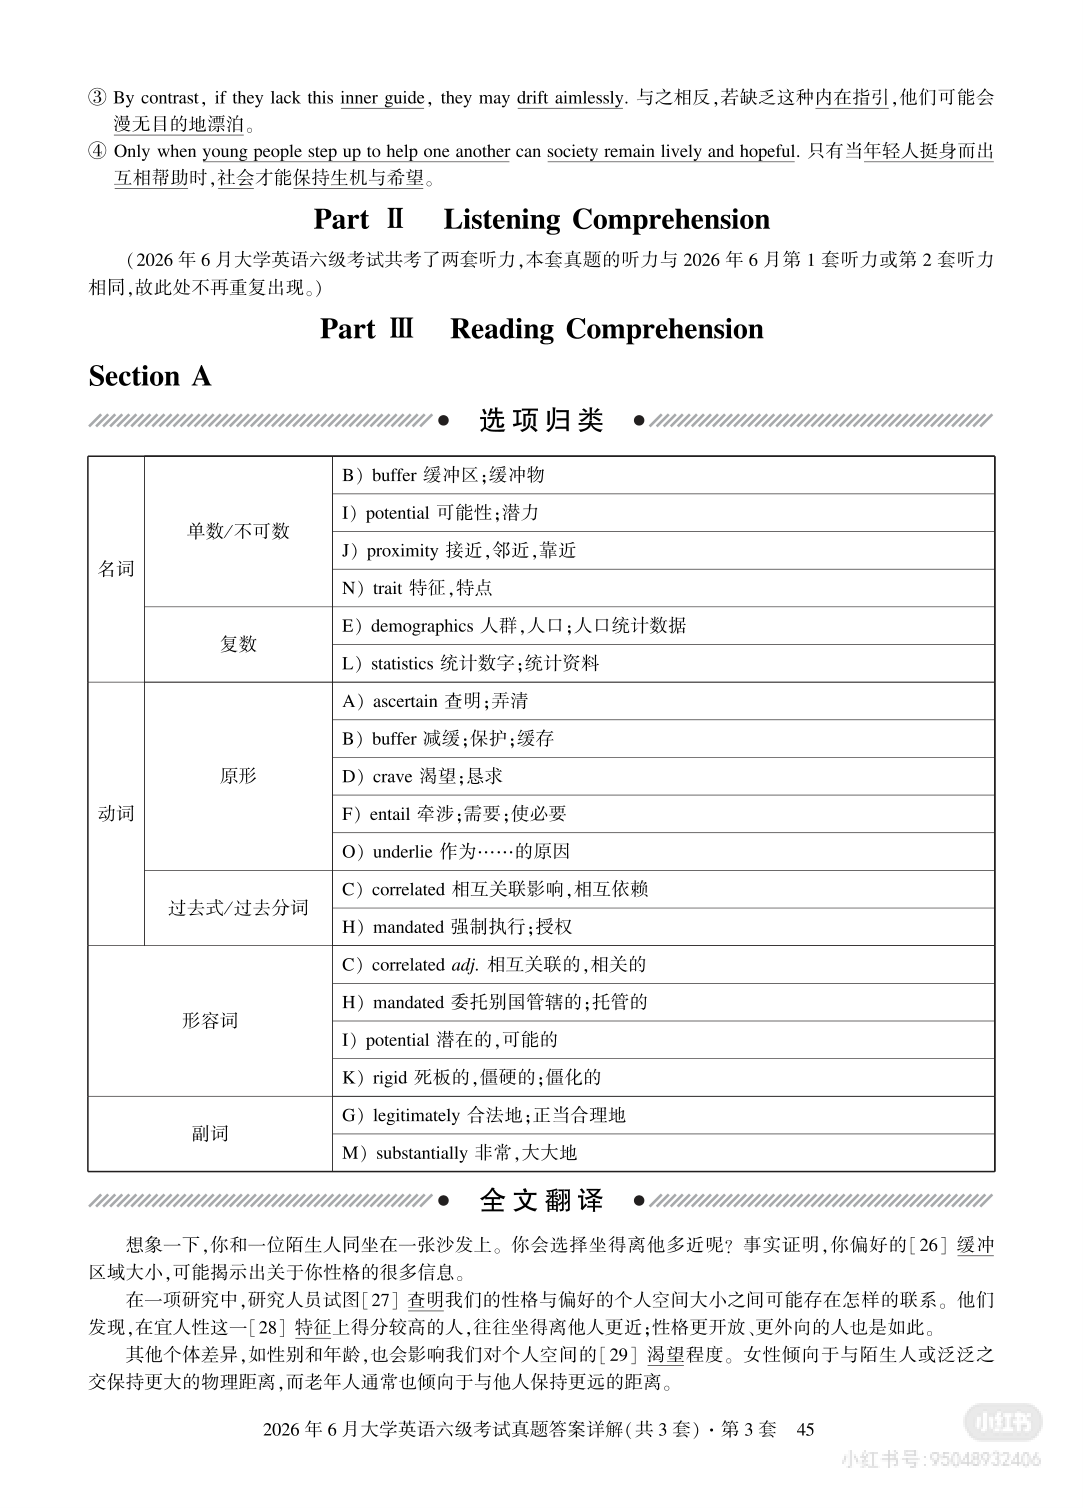 ③ By contrast, if they lack this inner guide, they may drift aimlessly. 与之相反,若缺乏这种内在指引,他们可能会
漫无目的地漂泊。
④ Only when young people step up to help one another can society remain lively and hopeful. 只有当年轻人挺身而出
互相帮助时,社会才能保持生机与希望。
Part Ⅱ Listening Comprehension
(2026 年 6 月大学英语六级考试共考了两套听力,本套真题的听力与 2026 年 6 月第 1 套听力或第 2 套听力
相同,故此处不再重复出现。)
Part Ⅲ Reading Comprehension
Section A
选项归类
名词
单数/不可数
B) buffer 缓冲区;缓冲物
I) potential 可能性;潜力
J) proximity 接近,邻近,靠近
N) trait 特征,特点
复数
E) demographics 人群,人口;人口统计数据
L) statistics 统计数字;统计资料
动词
原形
A) ascertain 查明;弄清
B) buffer 减缓;保护;缓存
D) crave 渴望;恳求
F) entail 牵涉;需要;使必要
O) underlie 作为……的原因
过去式/过去分词
C) correlated 相互关联影响,相互依赖
H) mandated 强制执行;授权
形容词
C) correlated adj. 相互关联的,相关的
H) mandated 委托别国管辖的;托管的
I) potential 潜在的,可能的
K) rigid 死板的,僵硬的;僵化的
副词
G) legitimately 合法地;正当合理地
M) substantially 非常,大大地
全文翻译
想象一下,你和一位陌生人同坐在一张沙发上。你会选择坐得离他多近呢? 事实证明,你偏好的[26] 缓冲
区域大小,可能揭示出关于你性格的很多信息。
在一项研究中,研究人员试图[27] 查明我们的性格与偏好的个人空间大小之间可能存在怎样的联系。他们
发现,在宜人性这一[28] 特征上得分较高的人,往往坐得离他人更近;性格更开放、更外向的人也是如此。
其他个体差异,如性别和年龄,也会影响我们对个人空间的[29] 渴望程度。女性倾向于与陌生人或泛泛之
交保持更大的物理距离,而老年人通常也倾向于与他人保持更远的距离。
2026 年 6 月大学英语六级考试真题答案详解(共 3 套)·第 3 套 45
小红书
小红书号:95048932406